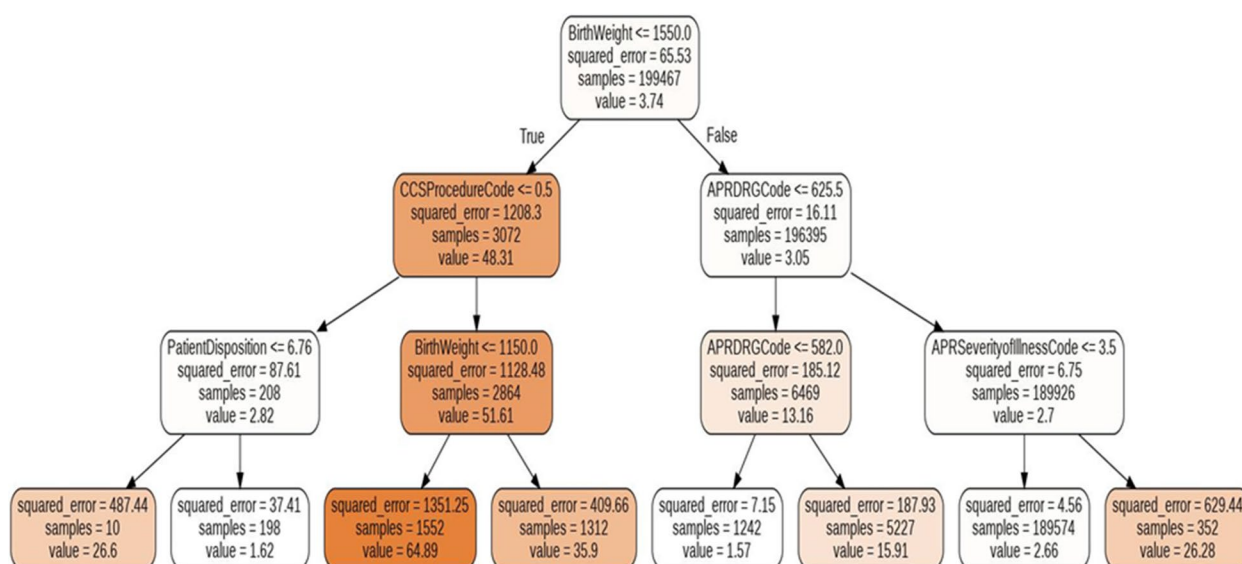 BirthWeight <= 1550.0
squared_error = 65.53
samples = 199467
value = 3.74
True
False
CCSProcedureCode <= 0.5
squared_error = 1208.3
samples = 3072
value = 48.31
APRDRGCode <= 625.5
squared_error = 16.11
samples = 196395
value = 3.05
PatientDisposition <= 6.76
squared_error = 87.61
samples = 208
value = 2.82
BirthWeight <= 1150.0
squared_error = 1128.48
samples = 2864
value = 51.61
APRDRGCode <= 582.0
squared_error = 185.12
samples = 6469
value = 13.16
APRSeverityofIllnessCode <= 3.5
squared_error = 6.75
samples = 189926
value = 2.7
squared_error = 487.44
samples = 10
value = 26.6
squared_error = 37.41
samples = 198
value = 1.62
squared_error = 1351.25
samples = 1552
value = 64.89
squared_error = 409.66
samples = 1312
value = 35.9
squared_error = 7.15
samples = 1242
value = 1.57
squared_error = 187.93
samples = 5227
value = 15.91
squared_error = 4.56
samples = 189574
value = 2.66
squared_error = 629.44
samples = 352
value = 26.28